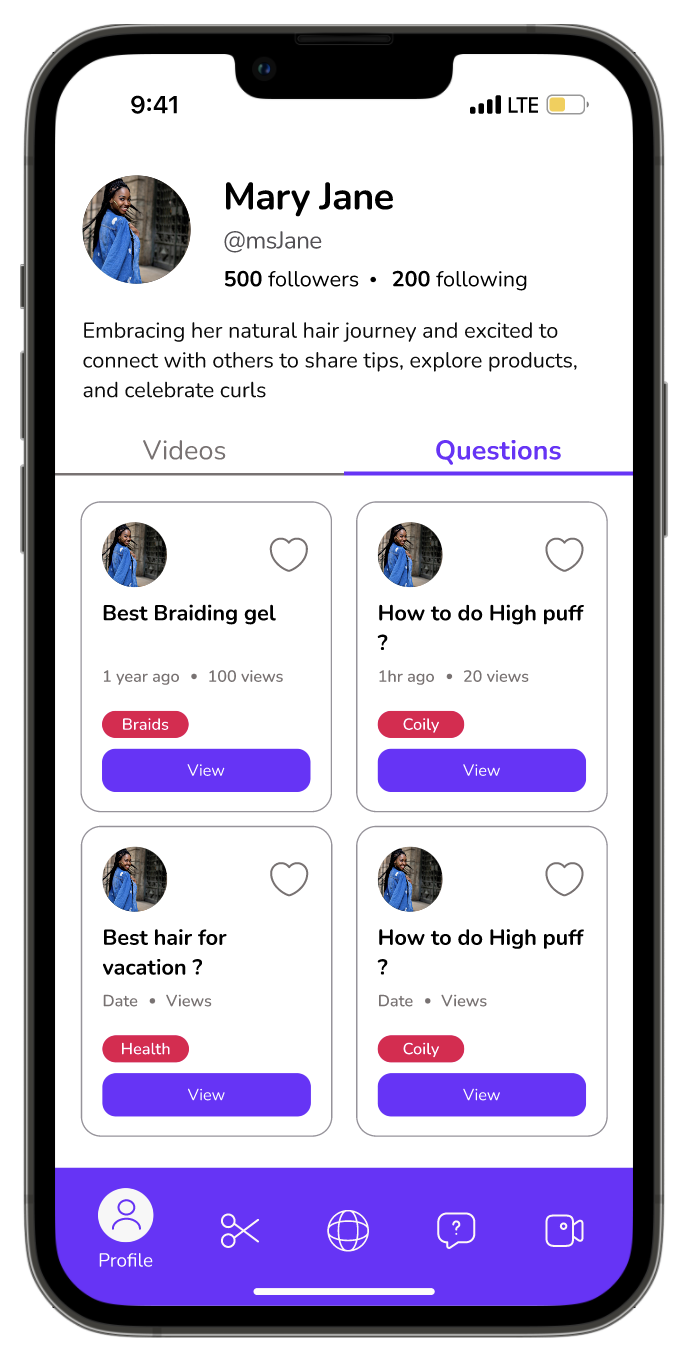 9:41 LTE
Mary Jane
@msJane
500 followers • 200 following
Embracing her natural hair journey and excited to
connect with others to share tips, explore products,
and celebrate curls
Videos
Questions
Best Braiding gel
1 year ago • 100 views
Braids
View
How to do High puff
?
1hr ago • 20 views
Coily
View
Best hair for
vacation ?
Date • Views
Health
View
How to do High puff
?
Date • Views
Coily
View
?
Profile